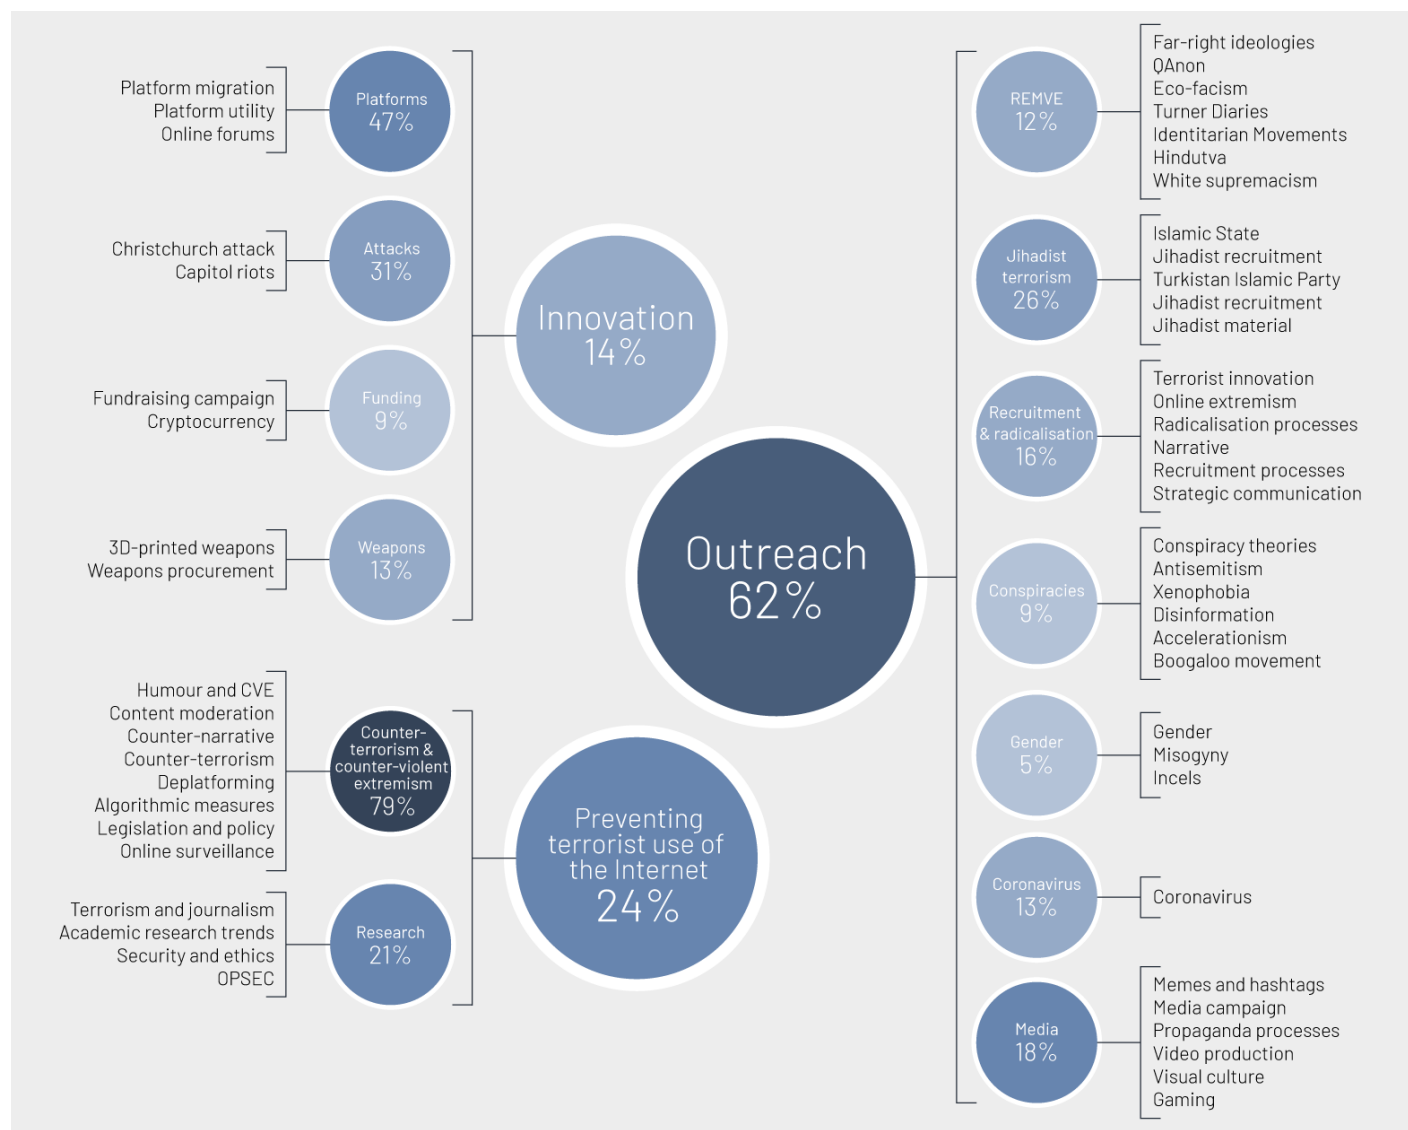 Platform migration
Platform utility
Online forums
Platforms
47%
Christchurch attack
Capitol riots
Attacks
31%
Fundraising campaign
Cryptocurrency
Funding
9%
3D-printed weapons
Weapons procurement
Weapons
13%
Innovation
14%
Humour and CVE
Content moderation
Counter-narrative
Counter-terrorism
Deplatforming
Algorithmic measures
Legislation and policy
Online surveillance
Counter-
terrorism &
counter-violent
extremism
79%
Terrorism and journalism
Academic research trends
Security and ethics
OPSEC
Research
21%
Preventing
terrorist use of
the Internet
24%
Outreach
62%
REMVE
12%
Far-right ideologies
QAnon
Eco-facism
Turner Diaries
Identitarian Movements
Hindutva
White supremacism
Jihadist
terrorism
26%
Islamic State
Jihadist recruitment
Turkistan Islamic Party
Jihadist recruitment
Jihadist material
Recruitment
& radicalisation
16%
Terrorist innovation
Online extremism
Radicalisation processes
Narrative
Recruitment processes
Strategic communication
Conspiracies
9%
Conspiracy theories
Antisemitism
Xenophobia
Disinformation
Accelerationism
Boogaloo movement
Gender
5%
Gender
Misogyny
Incels
Coronavirus
13%
Coronavirus
Media
18%
Memes and hashtags
Media campaign
Propaganda processes
Video production
Visual culture
Gaming